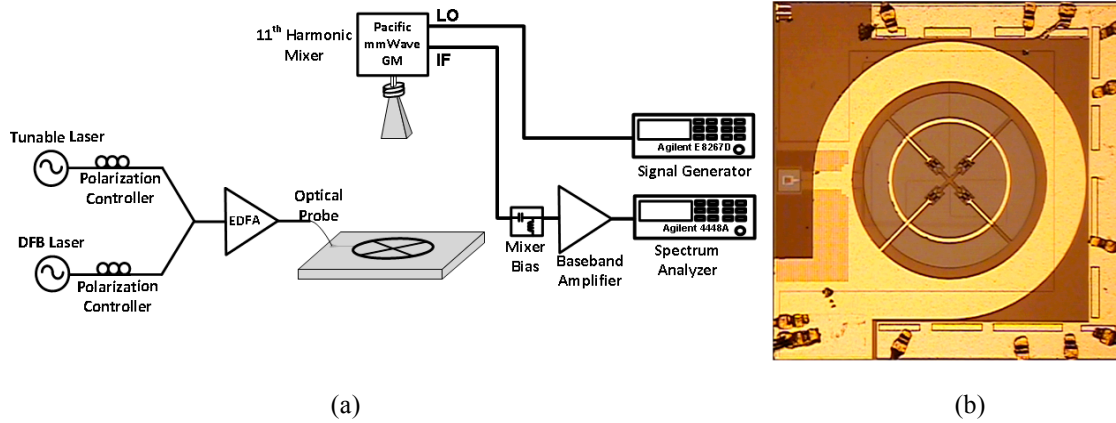 11th Harmonic
Mixer
Pacific
mmWave
GM
LO
IF
Tunable Laser
Polarization
Controller
DFB Laser
Polarization
Controller
EDFA
Optical
Probe
Mixer
Bias
Baseband
Amplifier
Agilent E8267D
Signal Generator
Agilent 4448A
Spectrum
Analyzer
(a)
(b)